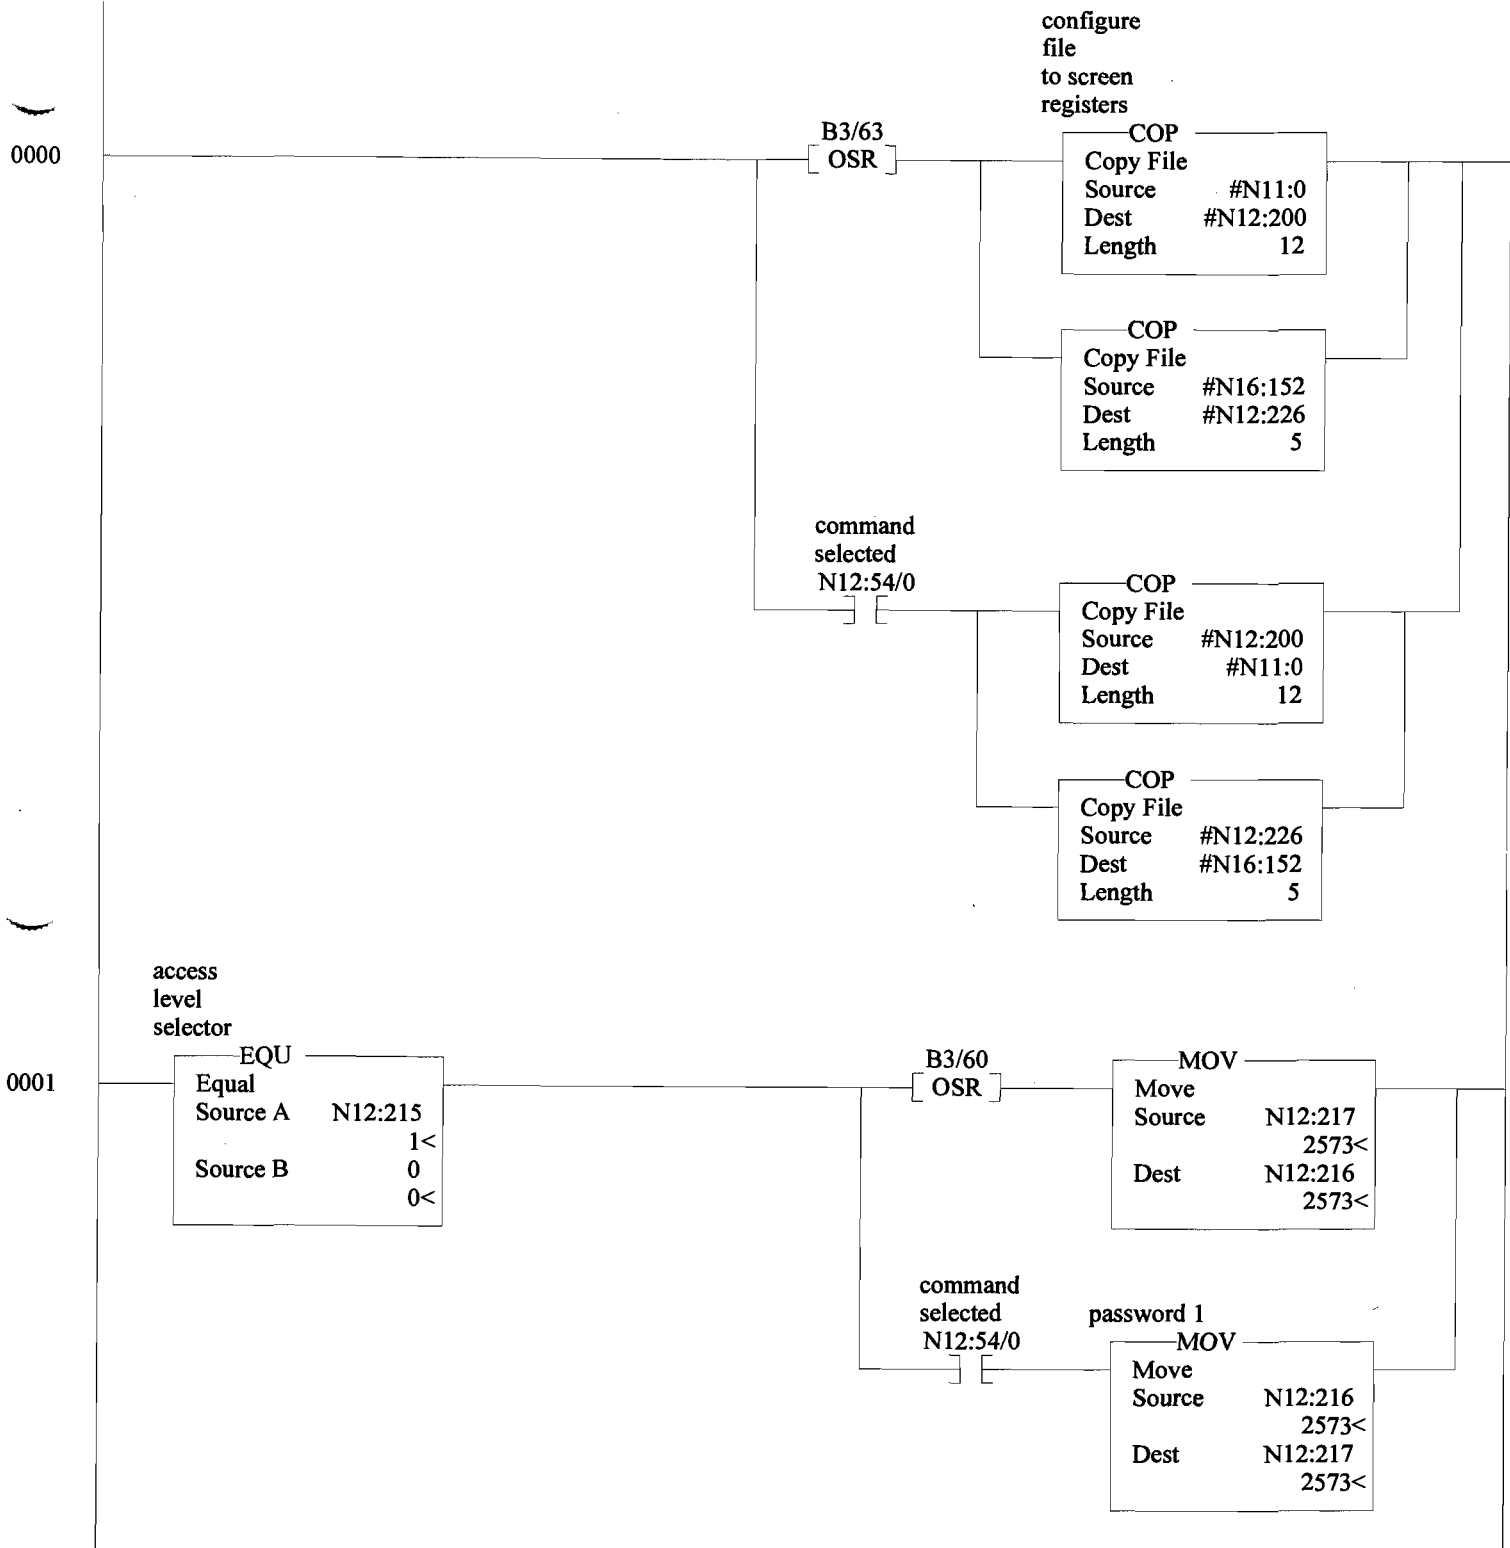 configure
file
to screen
registers
0000
B3/63
OSR
COP
Copy File
Source #N11:0
Dest #N12:200
Length 12
COP
Copy File
Source #N16:152
Dest #N12:226
Length 5
command
selected
N12:54/0
COP
Copy File
Source #N12:200
Dest #N11:0
Length 12
COP
Copy File
Source #N12:226
Dest #N16:152
Length 5
access
level
selector
0001
EQU
Equal
Source A N12:215
1<
Source B 0
0<
B3/60
OSR
MOV
Move
Source N12:217
2573<
Dest N12:216
2573<
command
selected
N12:54/0
password 1
MOV
Move
Source N12:216
2573<
Dest N12:217
2573<